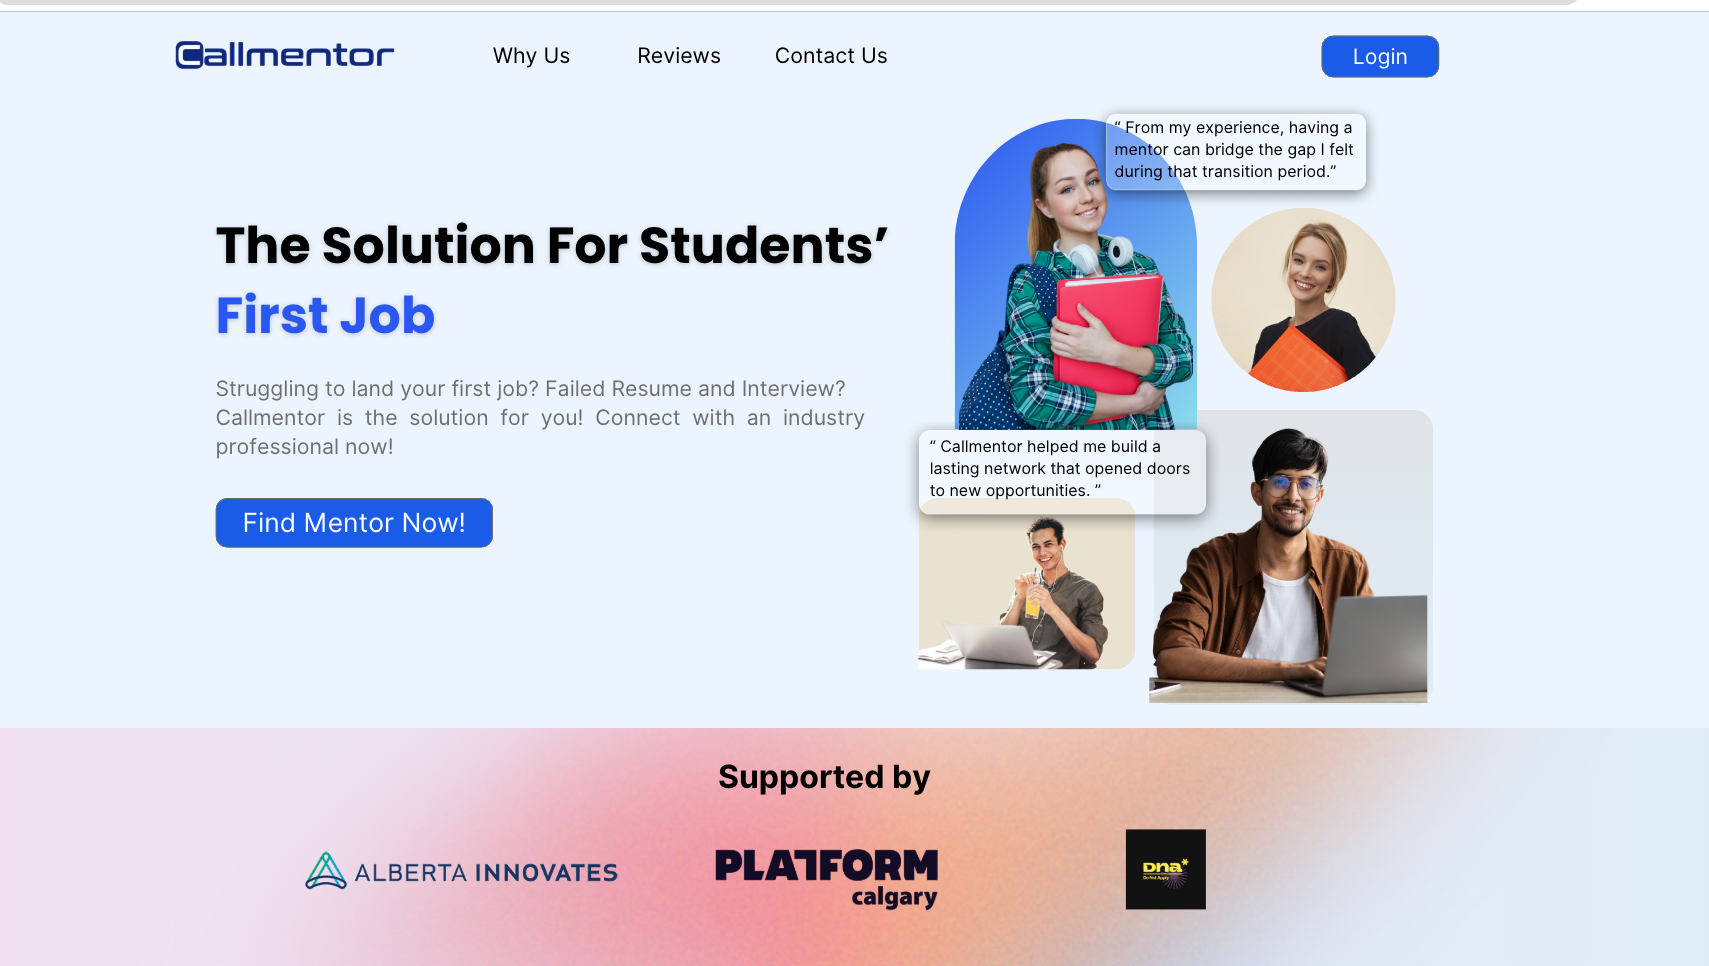 Callmentor
Why Us
Reviews
Contact Us
Login
“ From my experience, having a
mentor can bridge the gap I felt
during that transition period.”
The Solution For Students’
First Job
Struggling to land your first job? Failed Resume and Interview?
Callmentor is the solution for you! Connect with an industry
professional now!
Find Mentor Now!
“ Callmentor helped me build a
lasting network that opened doors
to new opportunities. ”
Supported by
ALBERTA INNOVATES
PLATFORM
calgary
DNA*
Do Not Apply